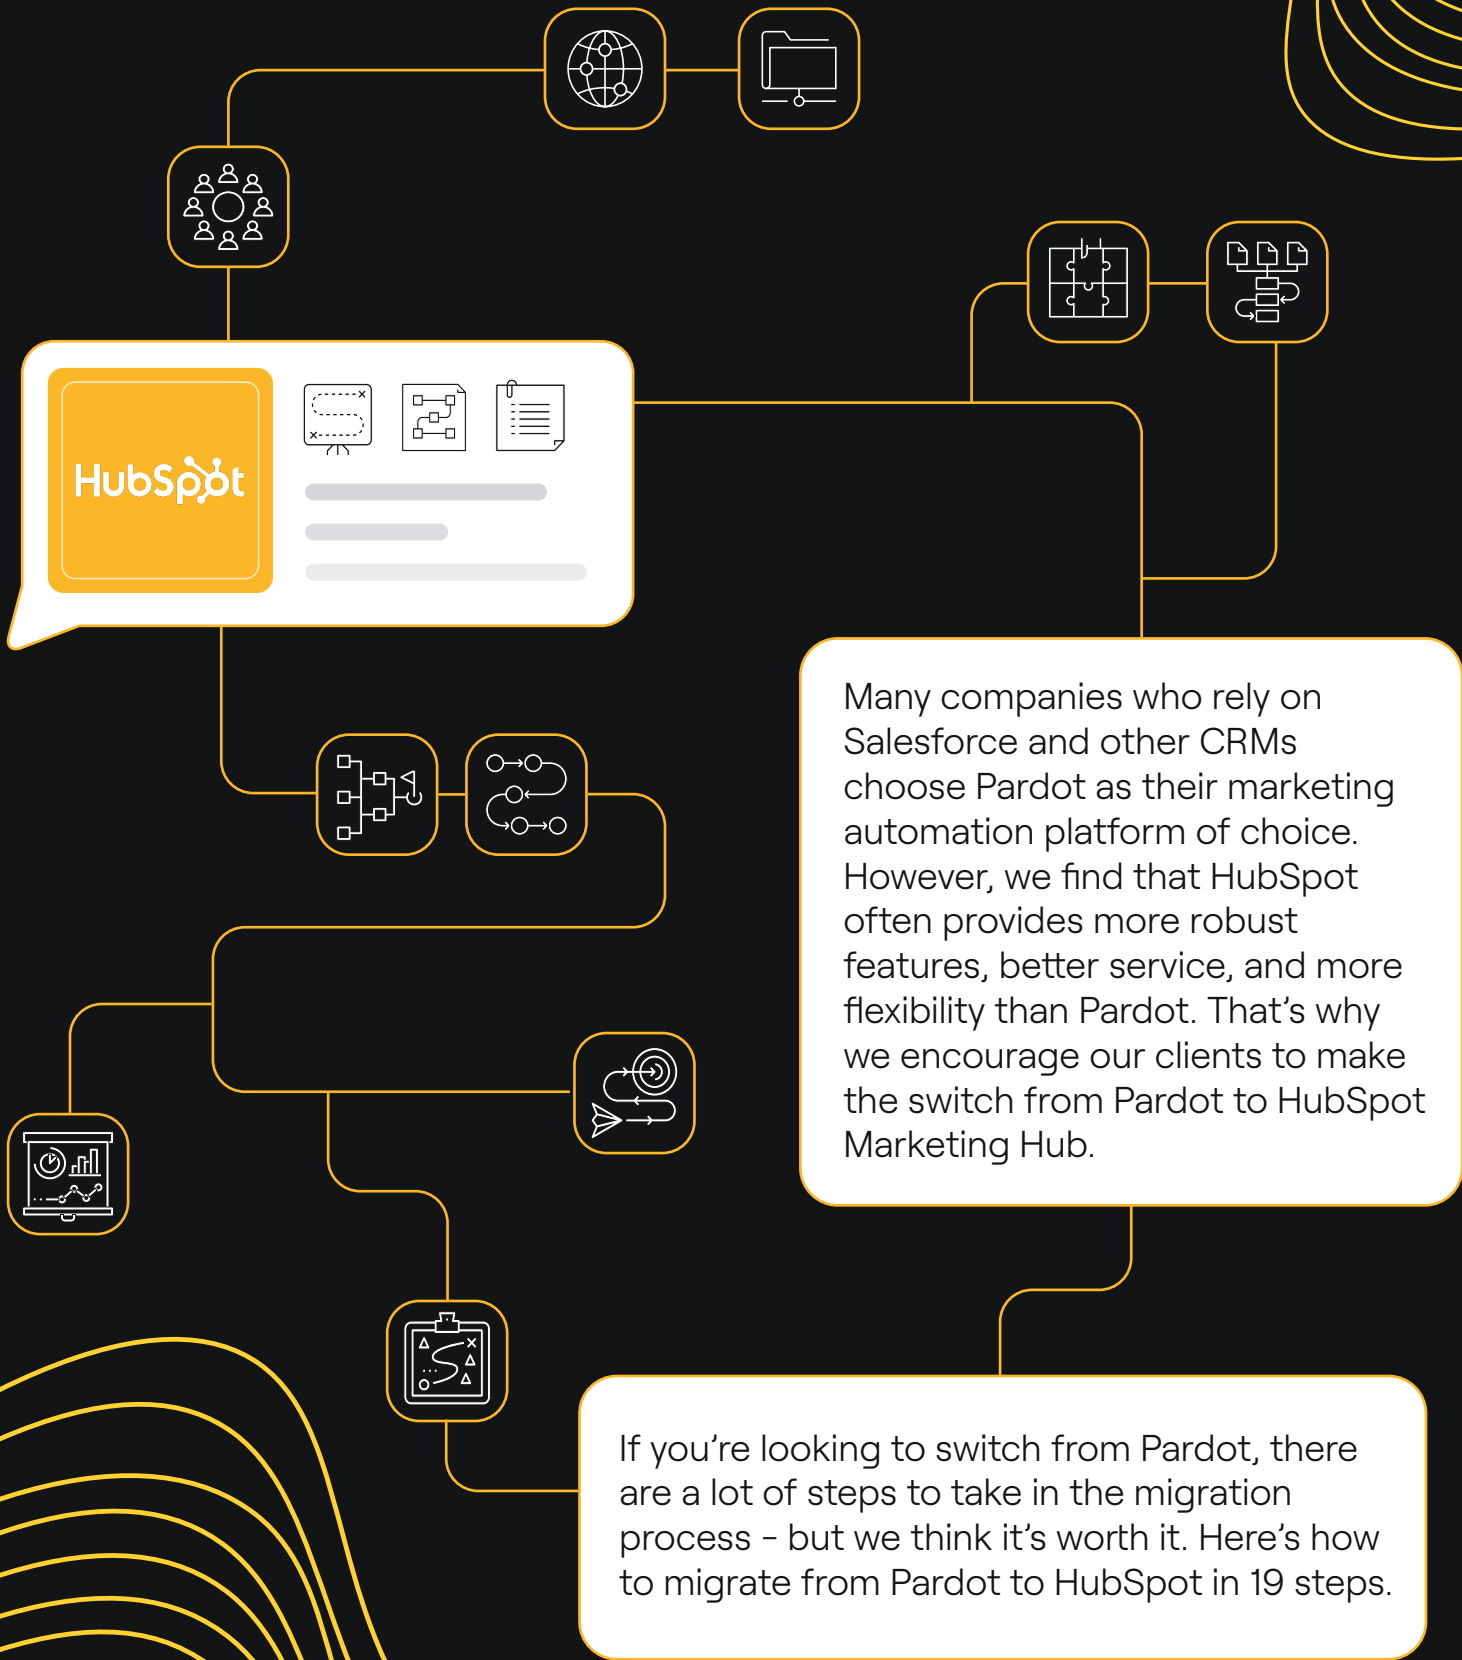 HubSpot
Many companies who rely on
Salesforce and other CRMs
choose Pardot as their marketing
automation platform of choice.
However, we find that HubSpot
often provides more robust
features, better service, and more
flexibility than Pardot. That’s why
we encourage our clients to make
the switch from Pardot to HubSpot
Marketing Hub.
If you’re looking to switch from Pardot, there
are a lot of steps to take in the migration
process - but we think it’s worth it. Here’s how
to migrate from Pardot to HubSpot in 19 steps.